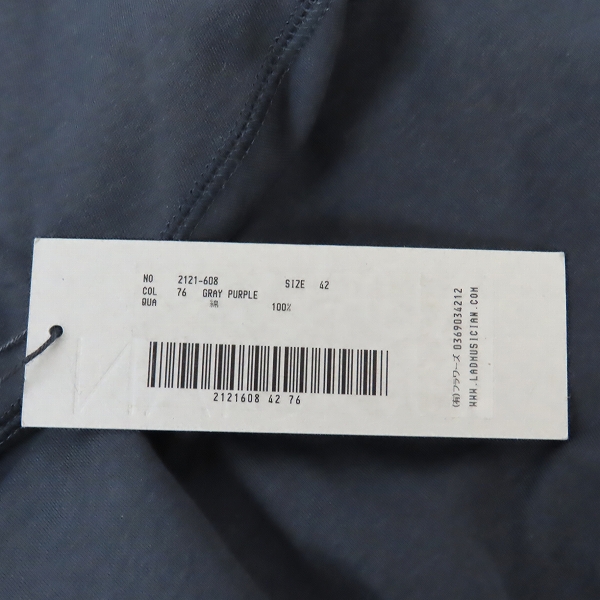 NO 2121-608 SIZE 42
COL 76 GRAY PURPLE
QUA 綿 100%
2121608 42 76
(有)フラワーズ 0369034212
WWW.LADMUSICIAN.COM